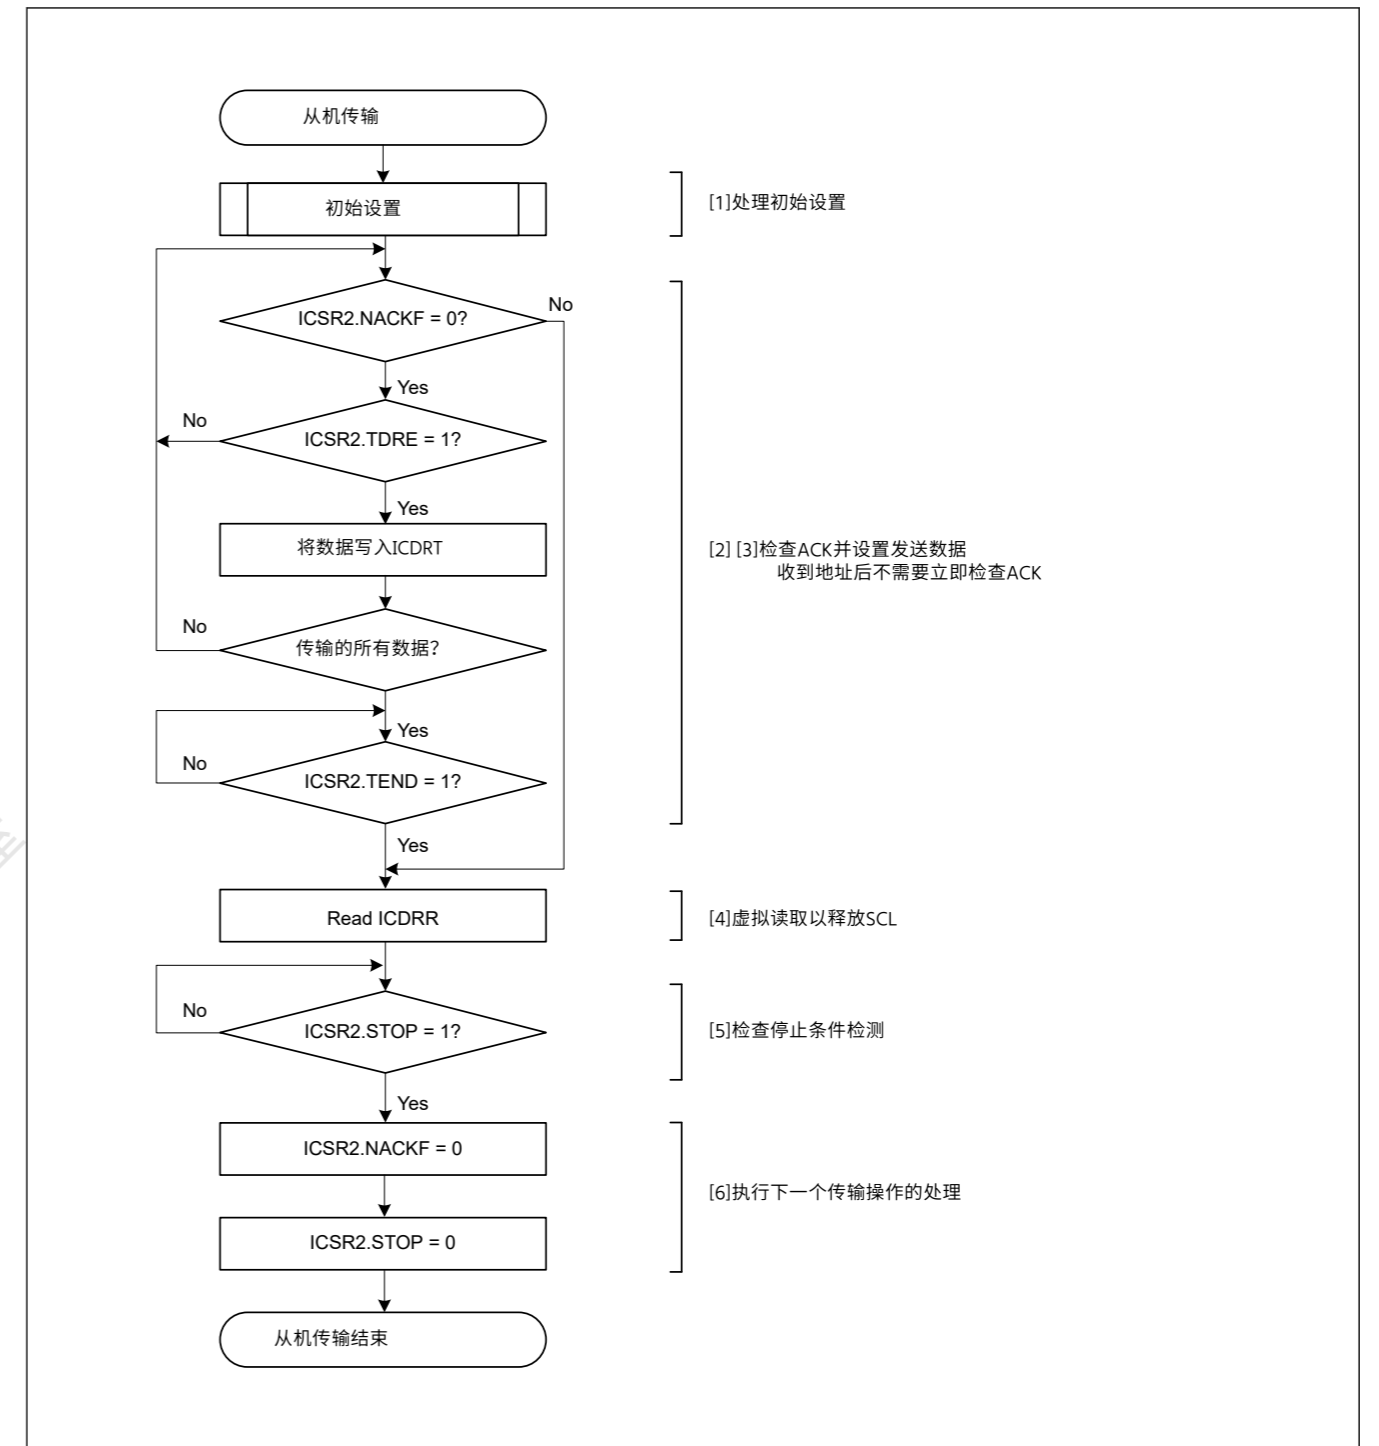 从机传输
初始设置
[1]处理初始设置
ICSR2.NACKF = 0?
No
Yes
ICSR2.TDRE = 1?
No
Yes
将数据写入ICDRT
[2] [3]检查ACK并设置发送数据
收到地址后不需要立即检查ACK
传输的所有数据？
No
Yes
ICSR2.TEND = 1?
No
Yes
Read ICDRR
[4]虚拟读取以释放SCL
ICSR2.STOP = 1?
No
[5]检查停止条件检测
Yes
ICSR2.NACKF = 0
[6]执行下一个传输操作的处理
ICSR2.STOP = 0
从机传输结束